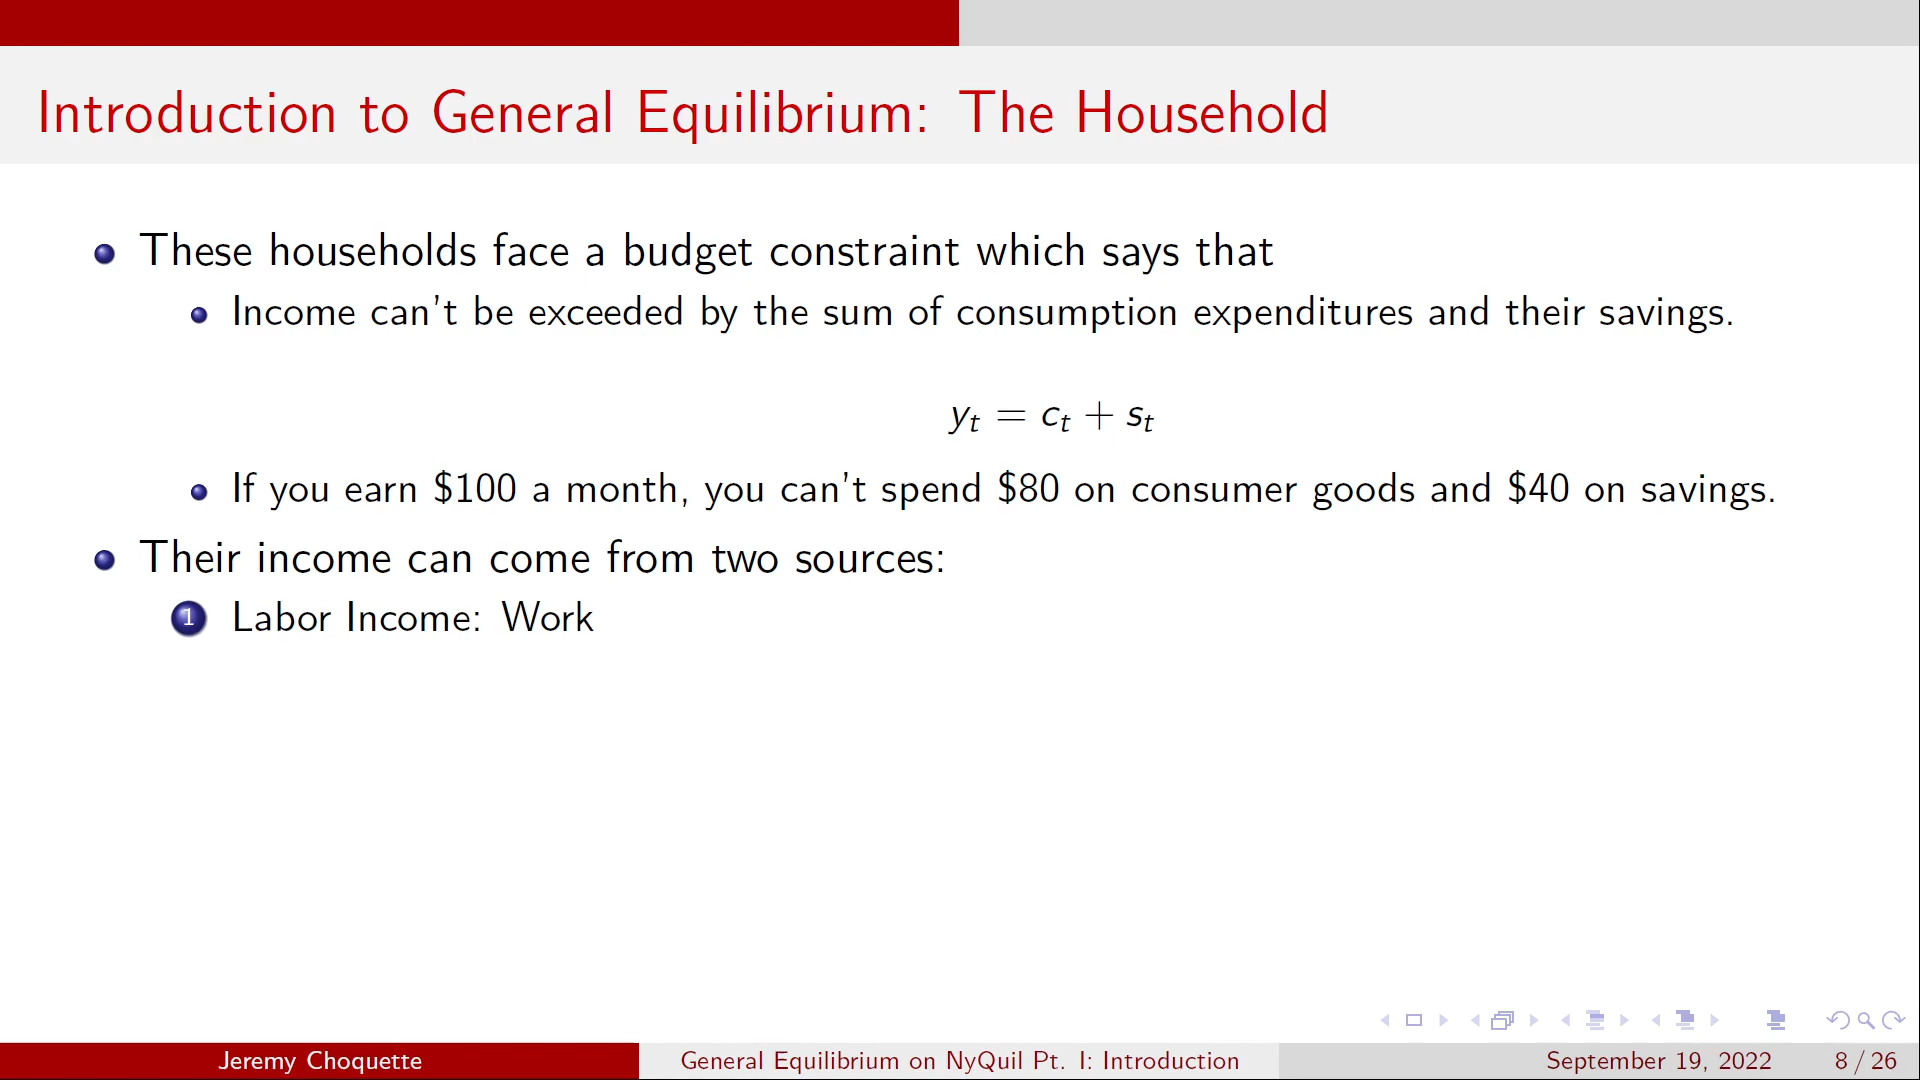 Introduction to General Equilibrium: The Household
These households face a budget constraint which says that
Income can't be exceeded by the sum of consumption expenditures and their savings.
y_t = c_t + s_t
If you earn $100 a month, you can't spend $80 on consumer goods and $40 on savings.
Their income can come from two sources:
1 Labor Income: Work
Jeremy Choquette General Equilibrium on NyQuil Pt. I: Introduction September 19, 2022 8 / 26